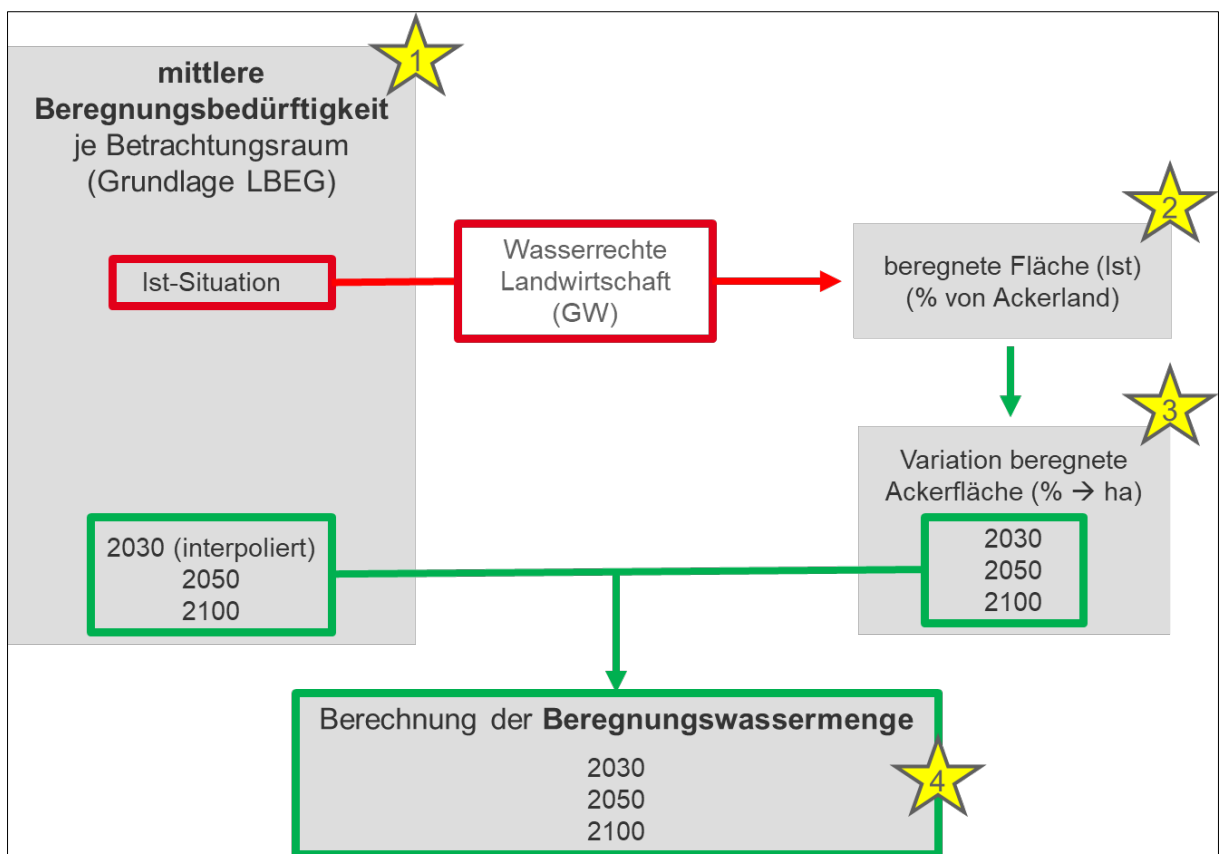 1
mittlere
Beregnungsbedürftigkeit
je Betrachtungsraum
(Grundlage LBEG)
Ist-Situation
Wasserrechte
Landwirtschaft
(GW)
2
beregnete Fläche (Ist)
(% von Ackerland)
3
Variation beregnete
Ackerfläche (% → ha)
2030
2050
2100
2030 (interpoliert)
2050
2100
Berechnung der Beregnungswassermenge
2030
2050
2100
4